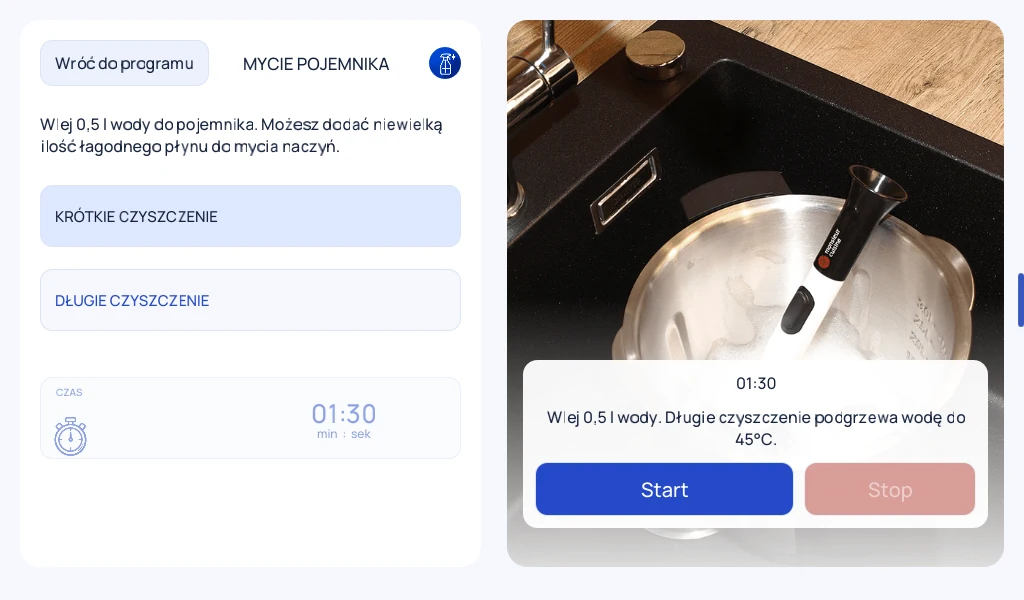 Wróć do programu
MYCIE POJEMNIKA
Wlej 0,5 l wody do pojemnika. Możesz dodać niewielką
ilość łagodnego płynu do mycia naczyń.
KRÓTKIE CZYSZCZENIE
DŁUGIE CZYSZCZENIE
CZAS
01:30
min : sek
monsieur
cuisine
01:30
Wlej 0,5 l wody. Długie czyszczenie podgrzewa wodę do
45°C.
Start
Stop